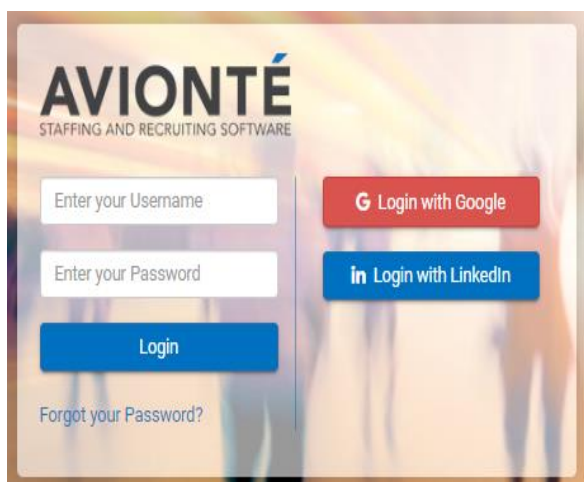 AVIONTÉ
STAFFING AND RECRUITING SOFTWARE
Enter your Username
Enter your Password
Login
Forgot your Password?
G Login with Google
in Login with LinkedIn